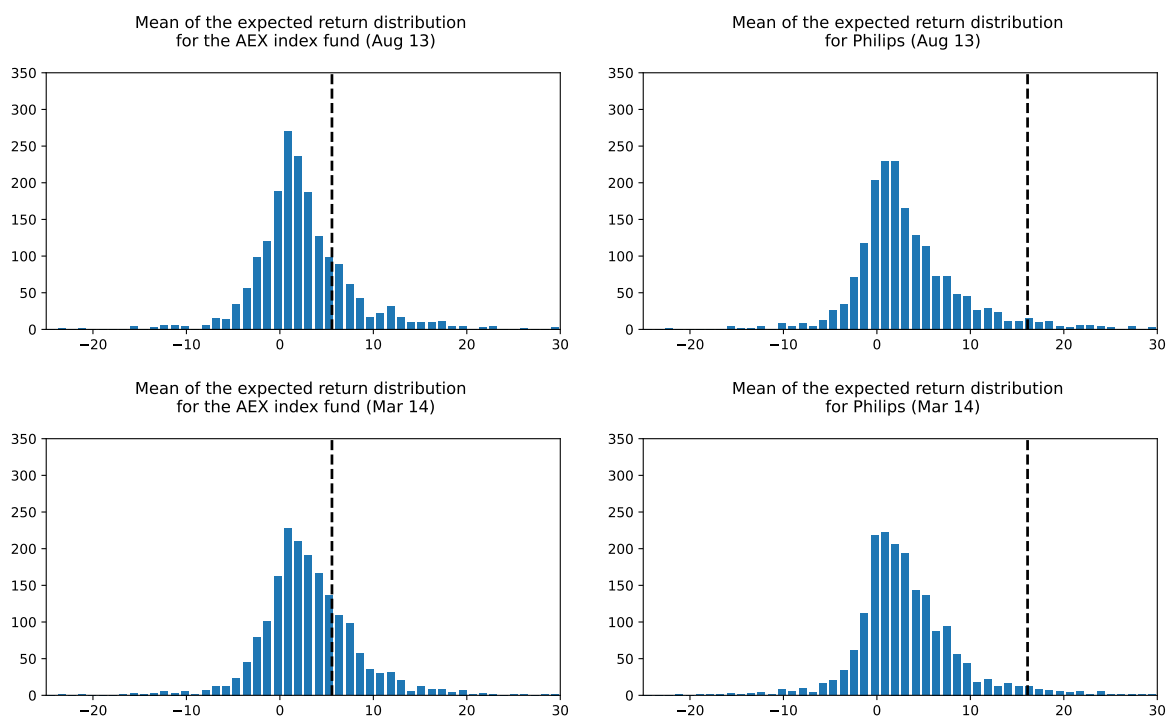 Mean of the expected return distribution
for the AEX index fund (Aug 13)
350
300
250
200
150
100
50
0
−20 −10 0 10 20 30
Mean of the expected return distribution
for Philips (Aug 13)
350
300
250
200
150
100
50
0
−20 −10 0 10 20 30
Mean of the expected return distribution
for the AEX index fund (Mar 14)
350
300
250
200
150
100
50
0
−20 −10 0 10 20 30
Mean of the expected return distribution
for Philips (Mar 14)
350
300
250
200
150
100
50
0
−20 −10 0 10 20 30